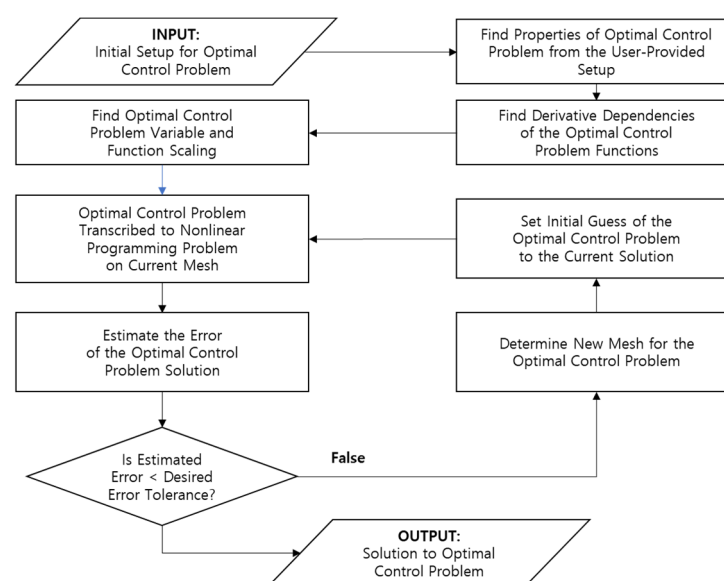 INPUT:
Initial Setup for Optimal
Control Problem
Find Properties of Optimal Control
Problem from the User-Provided
Setup
Find Derivative Dependencies
of the Optimal Control
Problem Functions
Find Optimal Control
Problem Variable and
Function Scaling
Optimal Control Problem
Transcribed to Nonlinear
Programming Problem
on Current Mesh
Set Initial Guess of the
Optimal Control Problem
to the Current Solution
Estimate the Error
of the Optimal Control
Problem Solution
Determine New Mesh for the
Optimal Control Problem
Is Estimated
Error < Desired
Error Tolerance?
False
OUTPUT:
Solution to Optimal
Control Problem